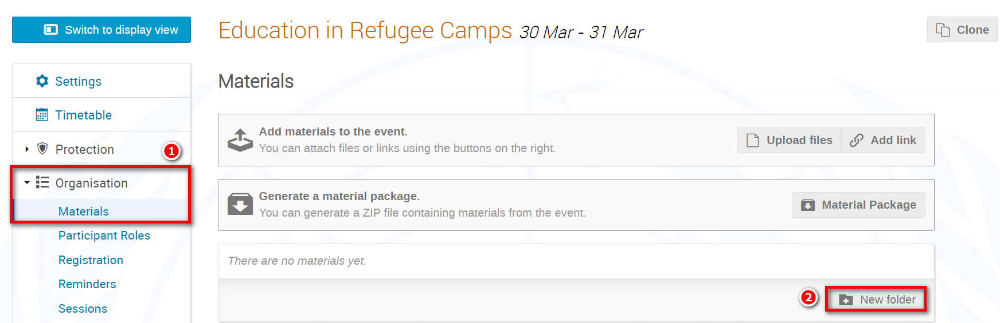 Switch to display view
Education in Refugee Camps 30 Mar - 31 Mar
Clone
Settings
Timetable
Protection
1
Organisation
Materials
Participant Roles
Registration
Reminders
Sessions
Materials
Add materials to the event.
You can attach files or links using the buttons on the right.
Upload files
Add link
Generate a material package.
You can generate a ZIP file containing materials from the event.
Material Package
There are no materials yet.
2
New folder